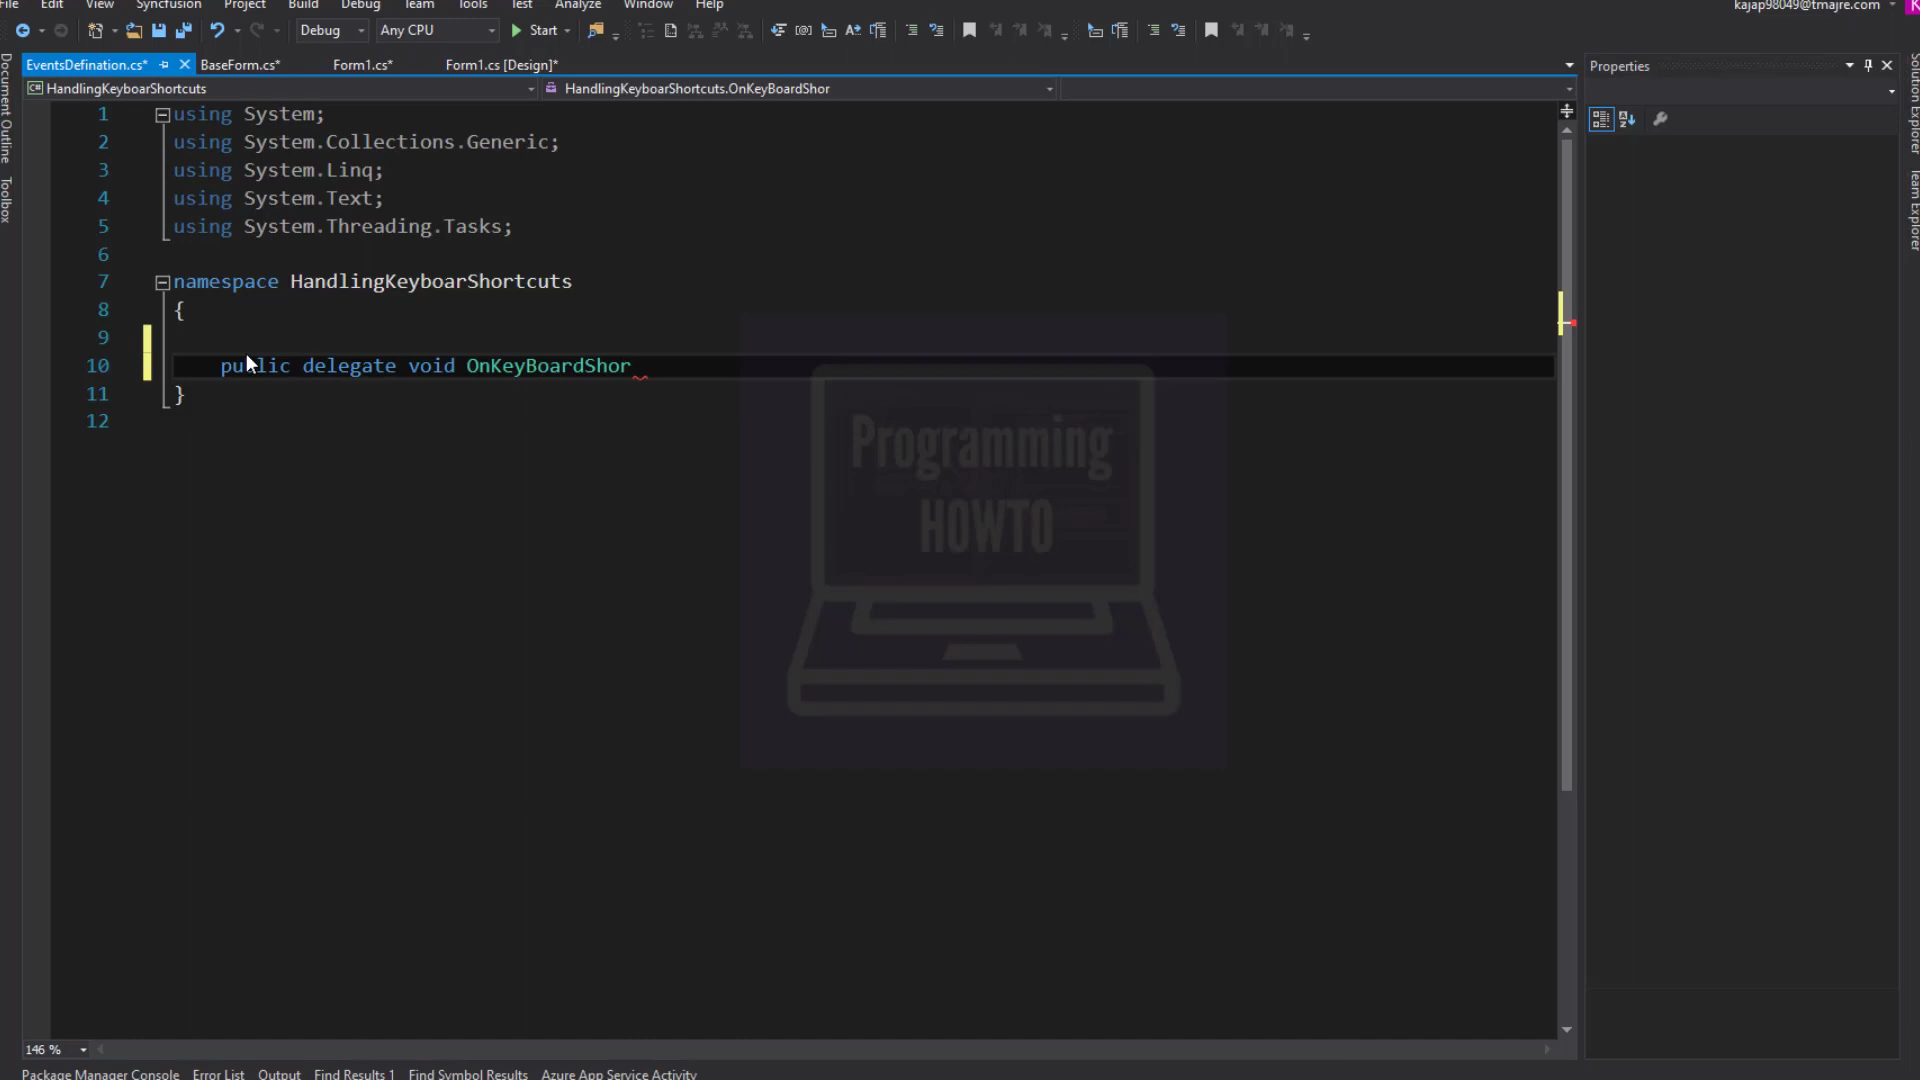 File Edit View Syncfusion Project Build Debug Team Tools Test Analyze Window Help kajap98049@tmajre.com K
Debug Any CPU Start
EventsDefination.cs* BaseForm.cs* Form1.cs* Form1.cs [Design]* Properties
HandlingKeyboarShortcuts HandlingKeyboarShortcuts.OnKeyBoardShor
1 using System;
2 using System.Collections.Generic;
3 using System.Linq;
4 using System.Text;
5 using System.Threading.Tasks;
6
7 namespace HandlingKeyboarShortcuts
8 {
9
10 public delegate void OnKeyBoardShor
11 }
12
Programming
HOWTO
Document Outline
Toolbox
Solution Explorer
Team Explorer
146 %
Package Manager Console Error List Output Find Results 1 Find Symbol Results Azure App Service Activity